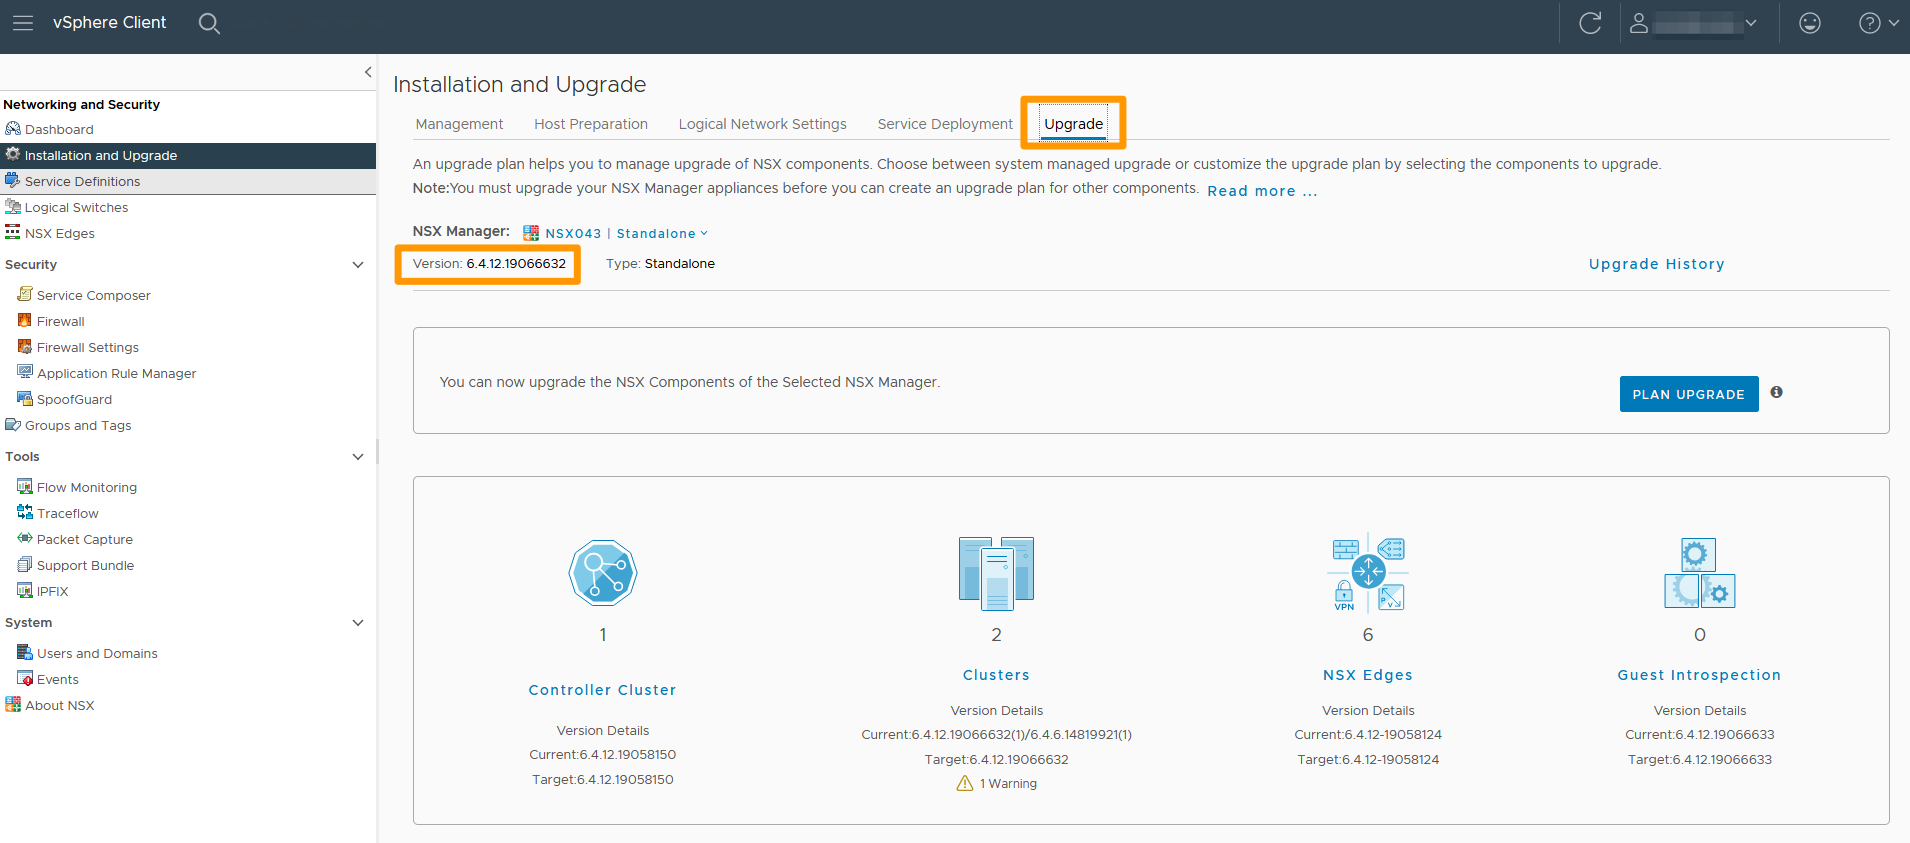 vSphere Client
Networking and Security
Dashboard
Installation and Upgrade
Service Definitions
Logical Switches
NSX Edges
Security
Service Composer
Firewall
Firewall Settings
Application Rule Manager
SpoofGuard
Groups and Tags
Tools
Flow Monitoring
Traceflow
Packet Capture
Support Bundle
IPFIX
System
Users and Domains
Events
About NSX
Installation and Upgrade
Management Host Preparation Logical Network Settings Service Deployment Upgrade
An upgrade plan helps you to manage upgrade of NSX components. Choose between system managed upgrade or customize the upgrade plan by selecting the components to upgrade.
Note:You must upgrade your NSX Manager appliances before you can create an upgrade plan for other components. Read more ...
NSX Manager: NSX043 | Standalone
Version: 6.4.12.19066632 Type: Standalone Upgrade History
You can now upgrade the NSX Components of the Selected NSX Manager.
PLAN UPGRADE
1
Controller Cluster
Version Details
Current:6.4.12.19058150
Target:6.4.12.19058150
2
Clusters
Version Details
Current:6.4.12.19066632(1)/6.4.6.14819921(1)
Target:6.4.12.19066632
1 Warning
VPN
P V
6
NSX Edges
Version Details
Current:6.4.12-19058124
Target:6.4.12-19058124
0
Guest Introspection
Version Details
Current:6.4.12.19066633
Target:6.4.12.19066633